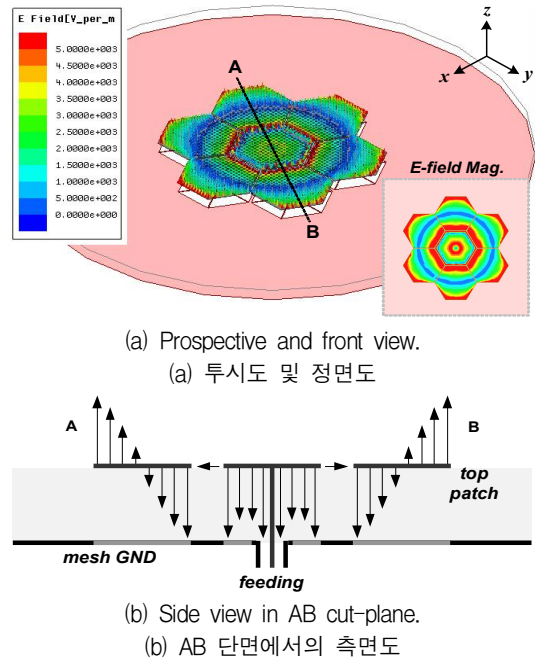 E Field[V_per_m
5.0000e+003
4.5000e+003
4.0000e+003
3.5000e+003
3.0000e+003
2.5000e+003
2.0000e+003
1.5000e+003
1.0000e+003
5.0000e+002
0.0000e+000
A
B
z
x
y
E-field Mag.
(a) Prospective and front view.
(a) 투시도 및 정면도
A
B
top
patch
mesh GND
feeding
(b) Side view in AB cut-plane.
(b) AB 단면에서의 측면도